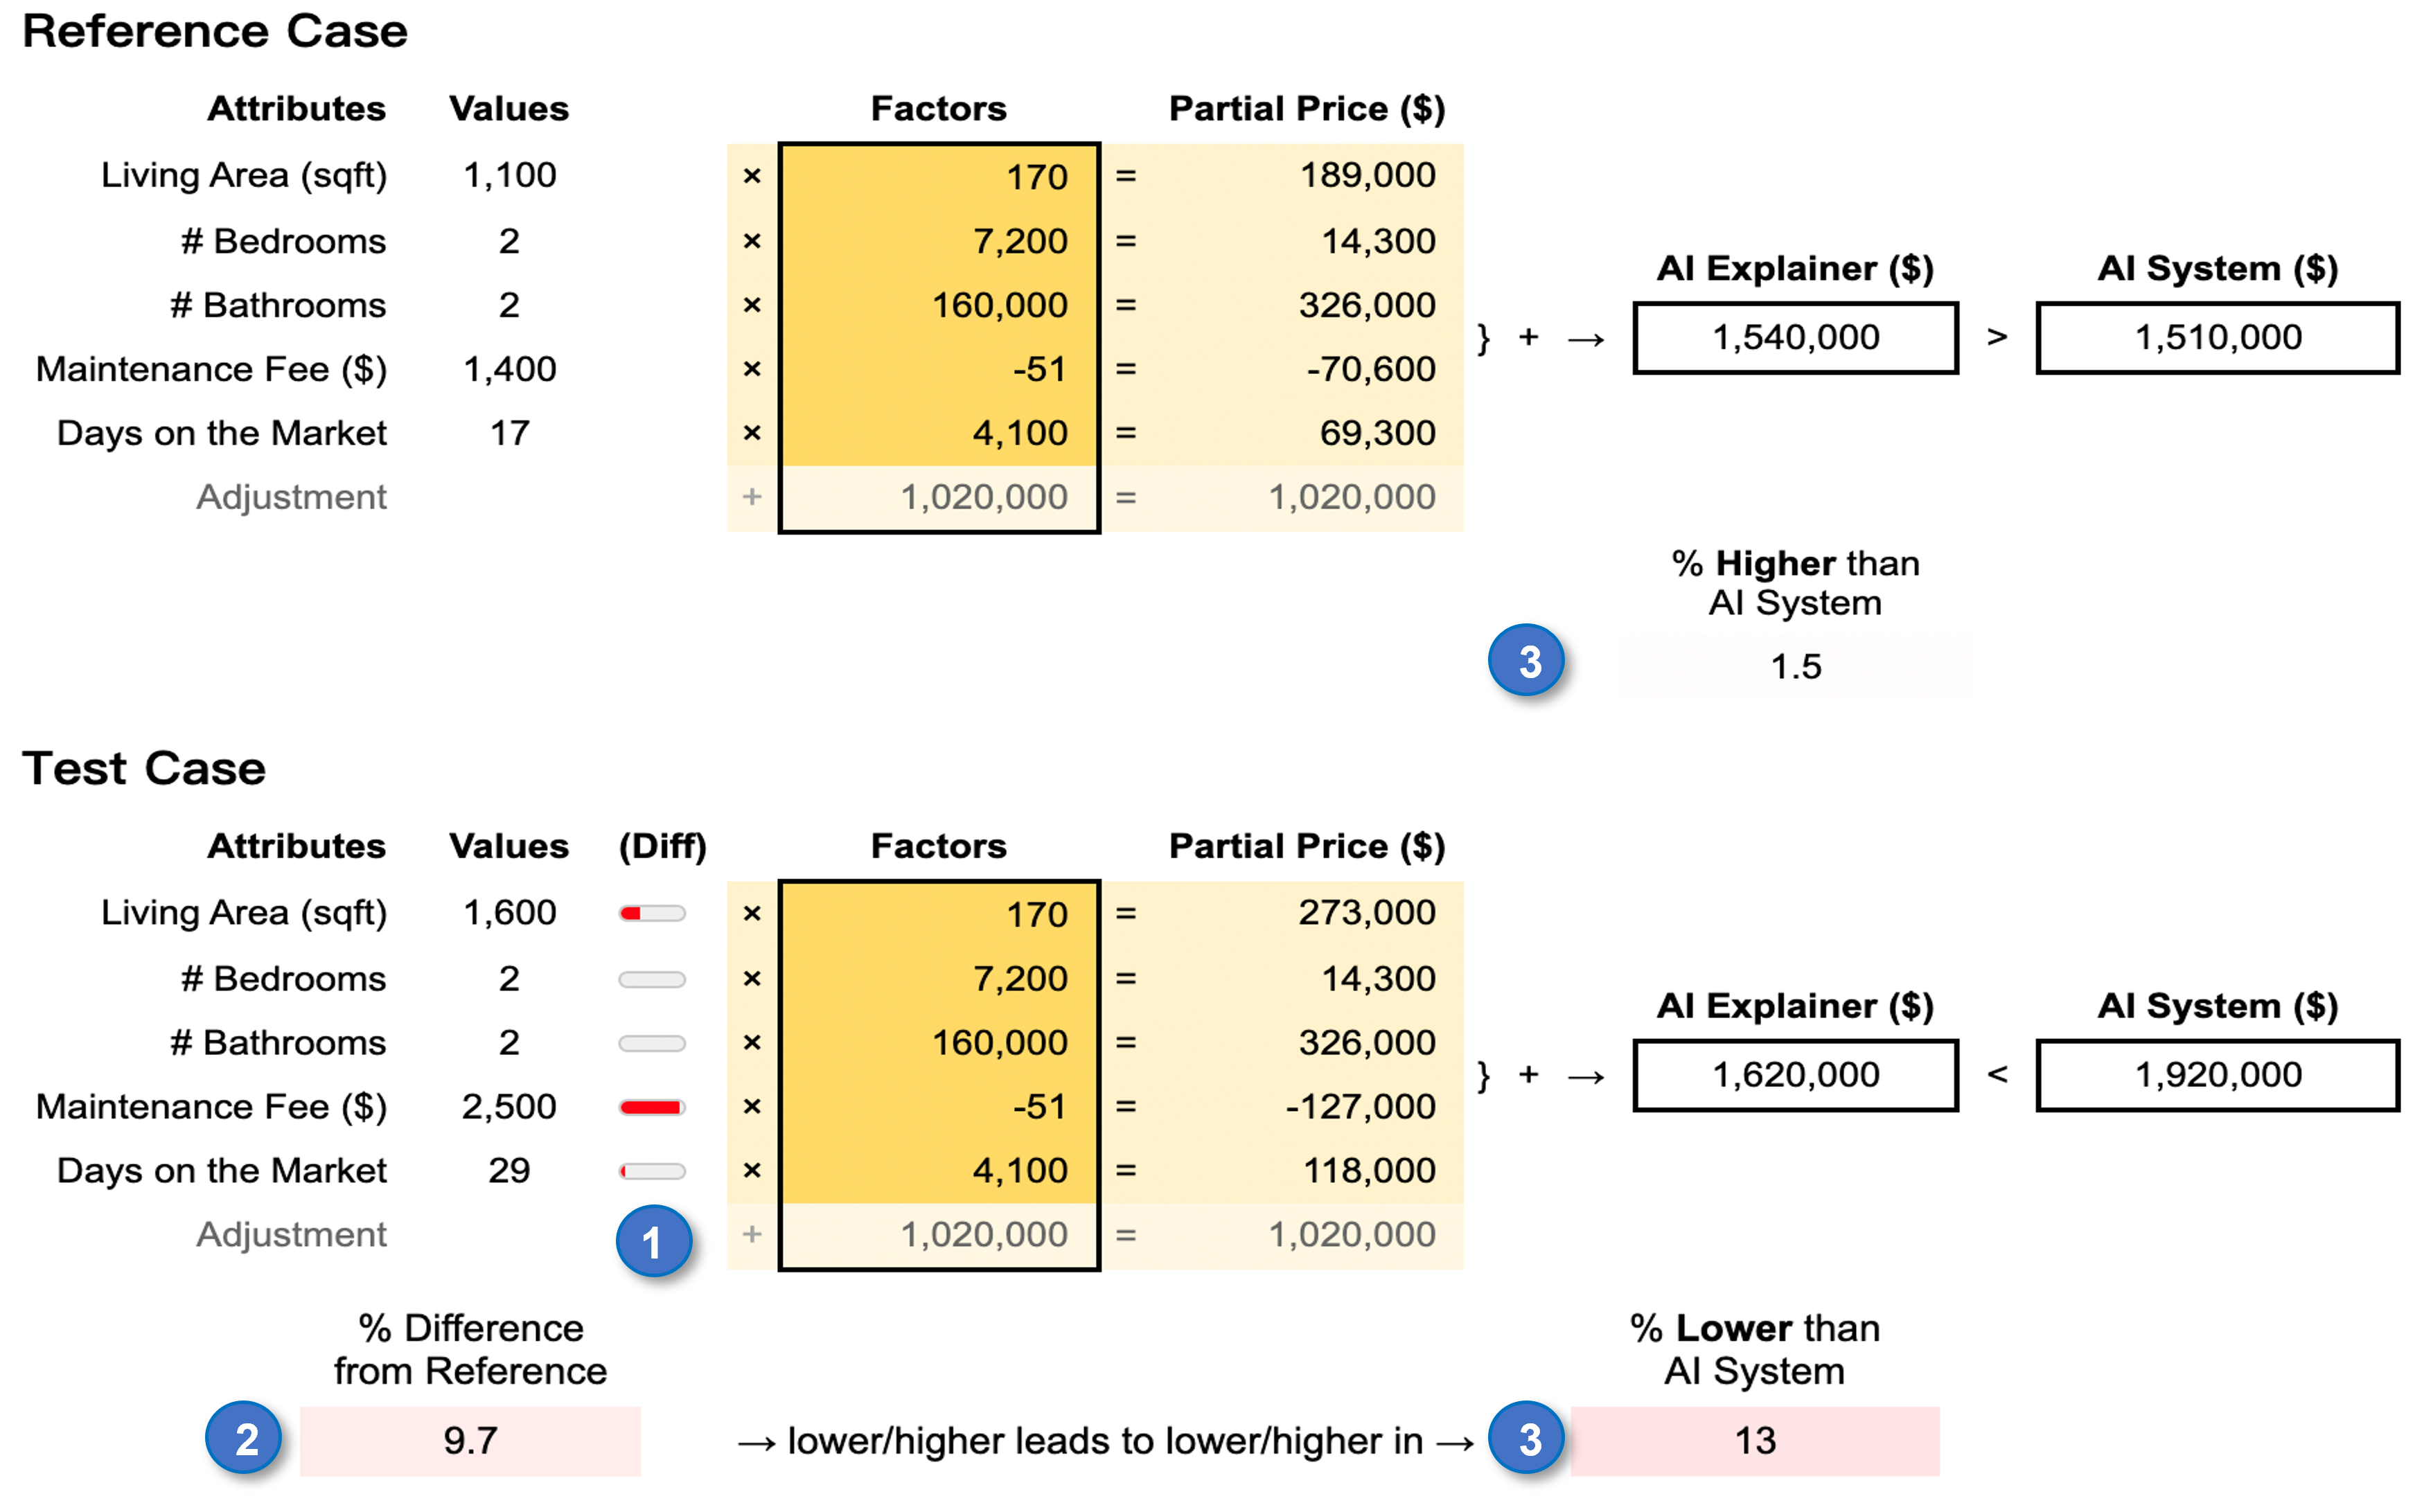 Reference Case
Attributes Values Factors Partial Price ($)
Living Area (sqft) 1,100 × 170 = 189,000
# Bedrooms 2 × 7,200 = 14,300
AI Explainer ($) AI System ($)
# Bathrooms 2 × 160,000 = 326,000
} + → 1,540,000 > 1,510,000
Maintenance Fee ($) 1,400 × -51 = -70,600
Days on the Market 17 × 4,100 = 69,300
Adjustment + 1,020,000 = 1,020,000
% Higher than
AI System
3 1.5
Test Case
Attributes Values (Diff) Factors Partial Price ($)
Living Area (sqft) 1,600 × 170 = 273,000
# Bedrooms 2 × 7,200 = 14,300
AI Explainer ($) AI System ($)
# Bathrooms 2 × 160,000 = 326,000
} + → 1,620,000 < 1,920,000
Maintenance Fee ($) 2,500 × -51 = -127,000
Days on the Market 29 × 4,100 = 118,000
Adjustment 1 + 1,020,000 = 1,020,000
% Difference
from Reference
% Lower than
AI System
2 9.7 → lower/higher leads to lower/higher in → 3 13